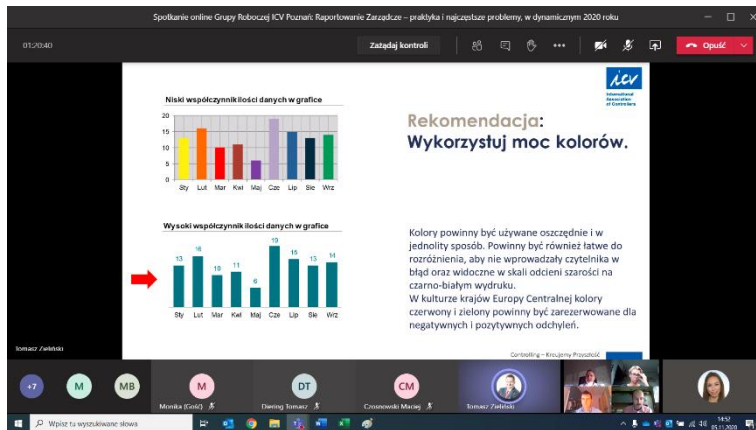 Spotkanie online Grupy Roboczej ICV Poznań: Raportowanie Zarządcze – praktyka i najczęstsze problemy, w dynamicznym 2020 roku
01:20:40
Zażądaj kontroli
Opuść
icv
International
Association
of Controllers
Niski współczynnik ilości danych w grafice
20
15
10
5
0
Sty Lut Mar Kwi Maj Cze Lip Sie Wrz
Rekomendacja:
Wykorzystuj moc kolorów.
Wysoki współczynnik ilości danych w grafice
13 16 10 11 6 19 15 13 14
Sty Lut Mar Kwi Maj Cze Lip Sie Wrz
Kolory powinny być używane oszczędnie i w
jednolity sposób. Powinny być również łatwe do
rozróżnienia, aby nie wprowadzały czytelnika w
błąd oraz widoczne w skali odcieni szarości na
czarno-białym wydruku.
W kulturze krajów Europy Centralnej kolory
czerwony i zielony powinny być zarezerwowane dla
negatywnych i pozytywnych odchyleń.
Controlling – Kreujemy Przyszłość
Tomasz Zieliński
+7
M
MB
M
DT
CM
Monika (Gość)
Diering Tomasz
Czosnowski Maciej
Tomasz Zieliński
Wpisz tu wyszukiwane słowa
14:52
05.11.2020